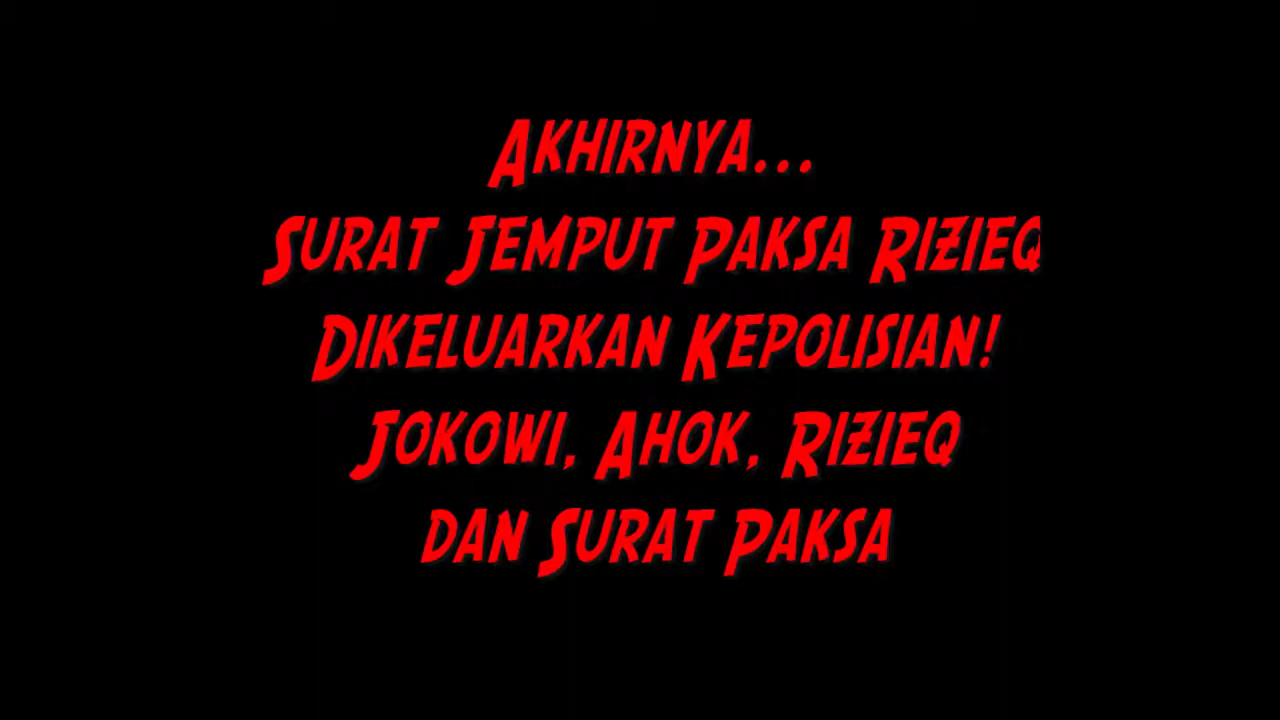 Akhirnya...
Surat Jemput Paksa Rizieq
Dikeluarkan Kepolisian!
Jokowi, Ahok, Rizieq
dan Surat Paksa